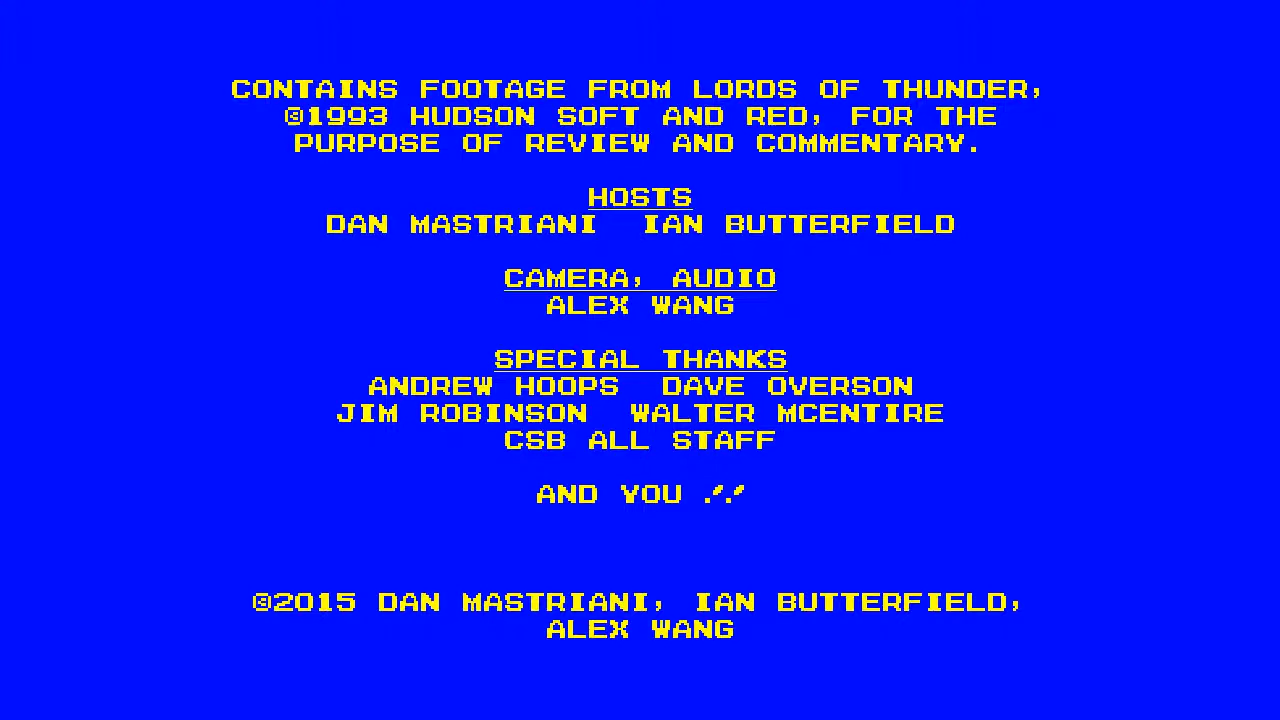 CONTAINS FOOTAGE FROM LORDS OF THUNDER,
©1993 HUDSON SOFT AND RED, FOR THE
PURPOSE OF REVIEW AND COMMENTARY.
HOSTS
DAN MASTRIANI  IAN BUTTERFIELD
CAMERA, AUDIO
ALEX WANG
SPECIAL THANKS
ANDREW HOOPS  DAVE OVERSON
JIM ROBINSON  WALTER MCENTIRE
CSB ALL STAFF
AND YOU !!
©2015 DAN MASTRIANI, IAN BUTTERFIELD,
ALEX WANG